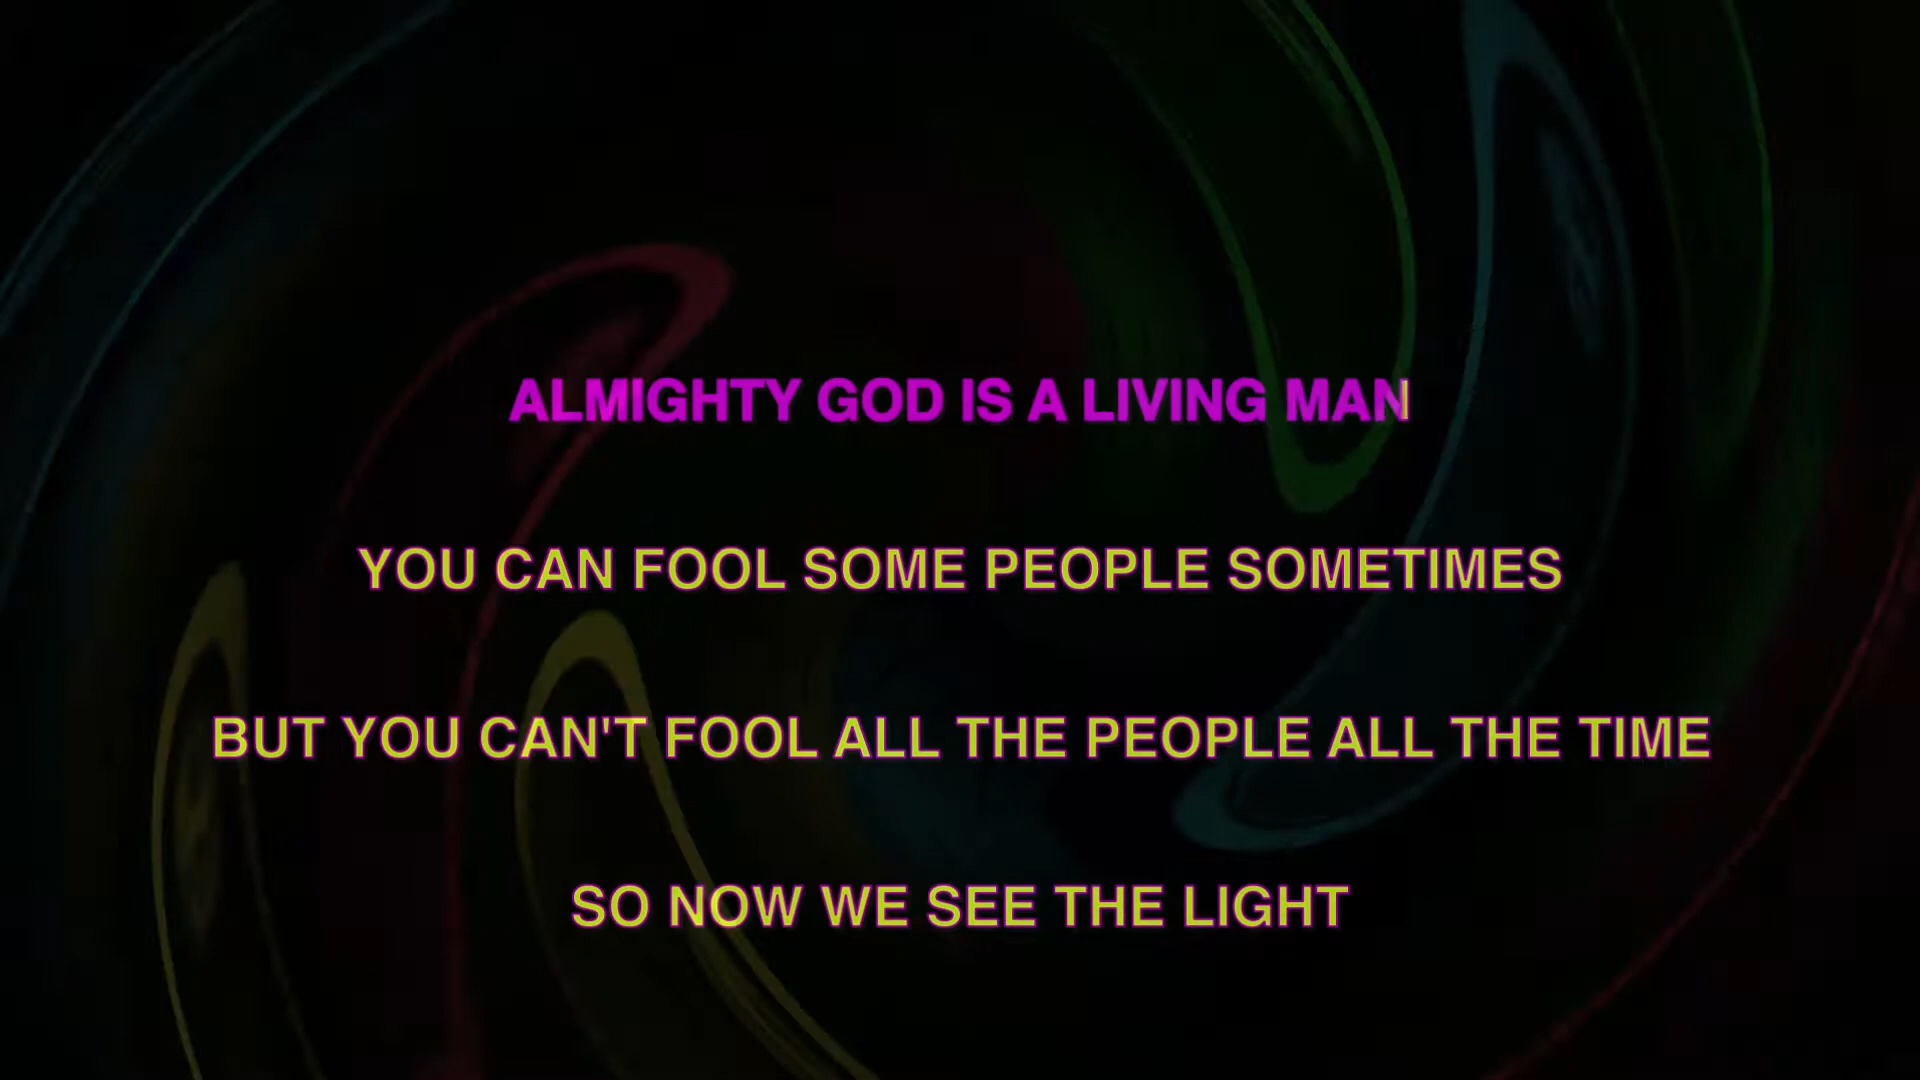 ALMIGHTY GOD IS A LIVING MAN
YOU CAN FOOL SOME PEOPLE SOMETIMES
BUT YOU CAN'T FOOL ALL THE PEOPLE ALL THE TIME
SO NOW WE SEE THE LIGHT